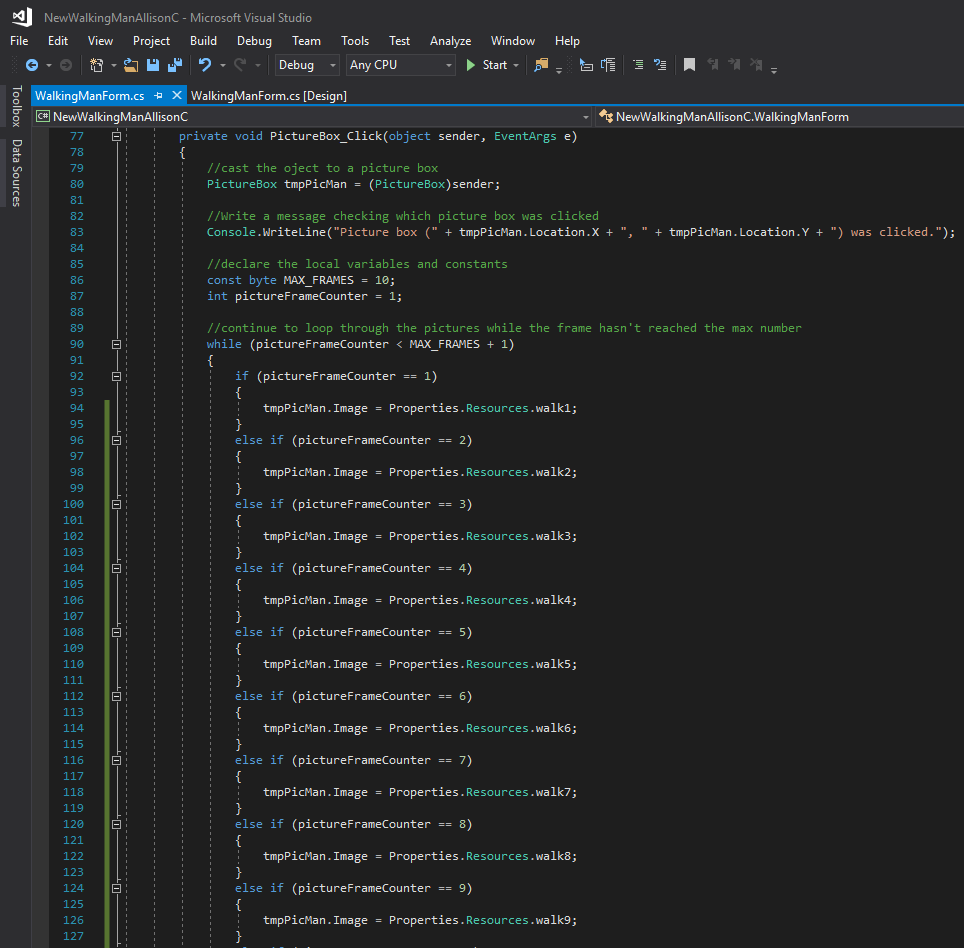 NewWalkingManAllisonC - Microsoft Visual Studio
File Edit View Project Build Debug Team Tools Test Analyze Window Help
Debug Any CPU Start
WalkingManForm.cs WalkingManForm.cs [Design]
Toolbox
Data Sources
C# NewWalkingManAllisonC NewWalkingManAllisonC.WalkingManForm
77 private void PictureBox_Click(object sender, EventArgs e)
78 {
79 //cast the oject to a picture box
80 PictureBox tmpPicMan = (PictureBox)sender;
81
82 //Write a message checking which picture box was clicked
83 Console.WriteLine("Picture box (" + tmpPicMan.Location.X + ", " + tmpPicMan.Location.Y + ") was clicked.");
84
85 //declare the local variables and constants
86 const byte MAX_FRAMES = 10;
87 int pictureFrameCounter = 1;
88
89 //continue to loop through the pictures while the frame hasn't reached the max number
90 while (pictureFrameCounter < MAX_FRAMES + 1)
91 {
92 if (pictureFrameCounter == 1)
93 {
94 tmpPicMan.Image = Properties.Resources.walk1;
95 }
96 else if (pictureFrameCounter == 2)
97 {
98 tmpPicMan.Image = Properties.Resources.walk2;
99 }
100 else if (pictureFrameCounter == 3)
101 {
102 tmpPicMan.Image = Properties.Resources.walk3;
103 }
104 else if (pictureFrameCounter == 4)
105 {
106 tmpPicMan.Image = Properties.Resources.walk4;
107 }
108 else if (pictureFrameCounter == 5)
109 {
110 tmpPicMan.Image = Properties.Resources.walk5;
111 }
112 else if (pictureFrameCounter == 6)
113 {
114 tmpPicMan.Image = Properties.Resources.walk6;
115 }
116 else if (pictureFrameCounter == 7)
117 {
118 tmpPicMan.Image = Properties.Resources.walk7;
119 }
120 else if (pictureFrameCounter == 8)
121 {
122 tmpPicMan.Image = Properties.Resources.walk8;
123 }
124 else if (pictureFrameCounter == 9)
125 {
126 tmpPicMan.Image = Properties.Resources.walk9;
127 }